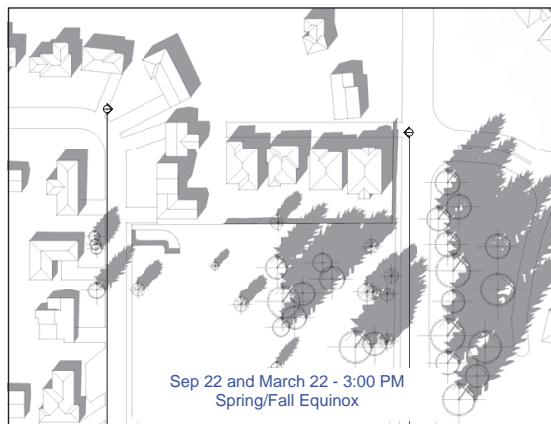 Sep 22 and March 22 - 3:00 PM
Spring/Fall Equinox